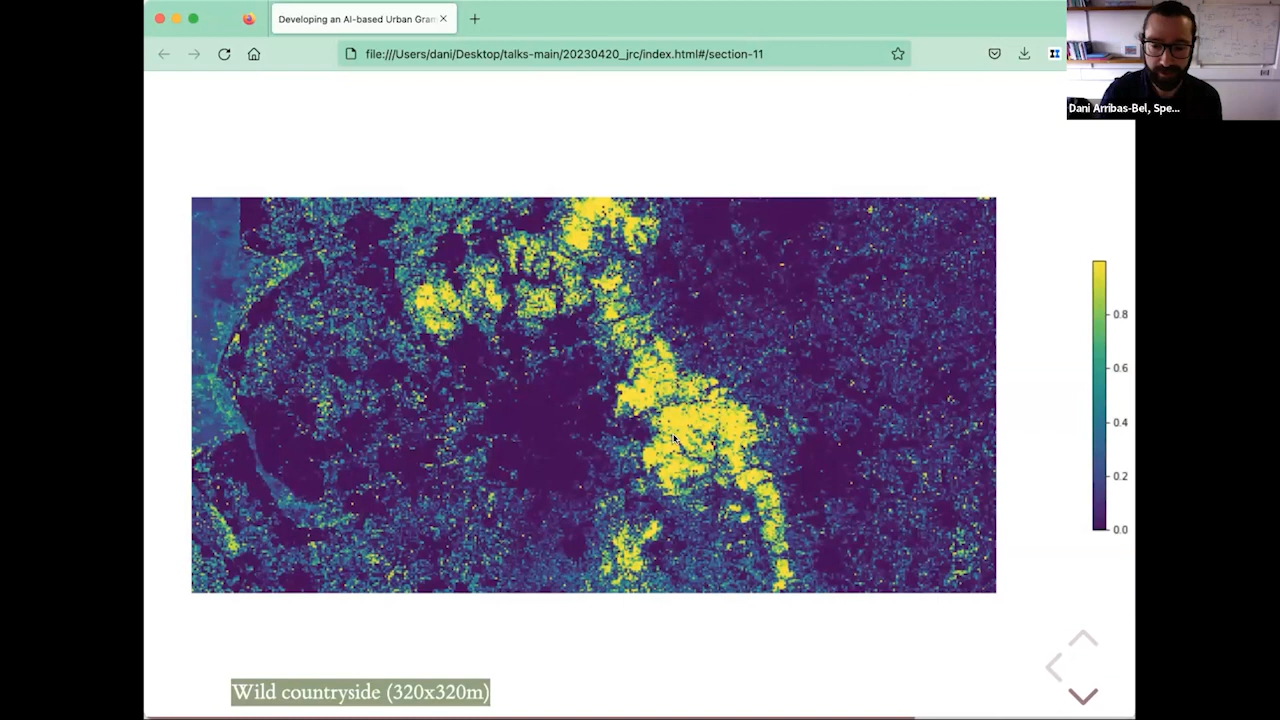 Developing an AI-based Urban Gram
file:///Users/dani/Desktop/talks-main/20230420_jrc/index.html#/section-11
Dani Arribas-Bel, Spe...
0.8
0.6
0.4
0.2
0.0
Wild countryside (320x320m)